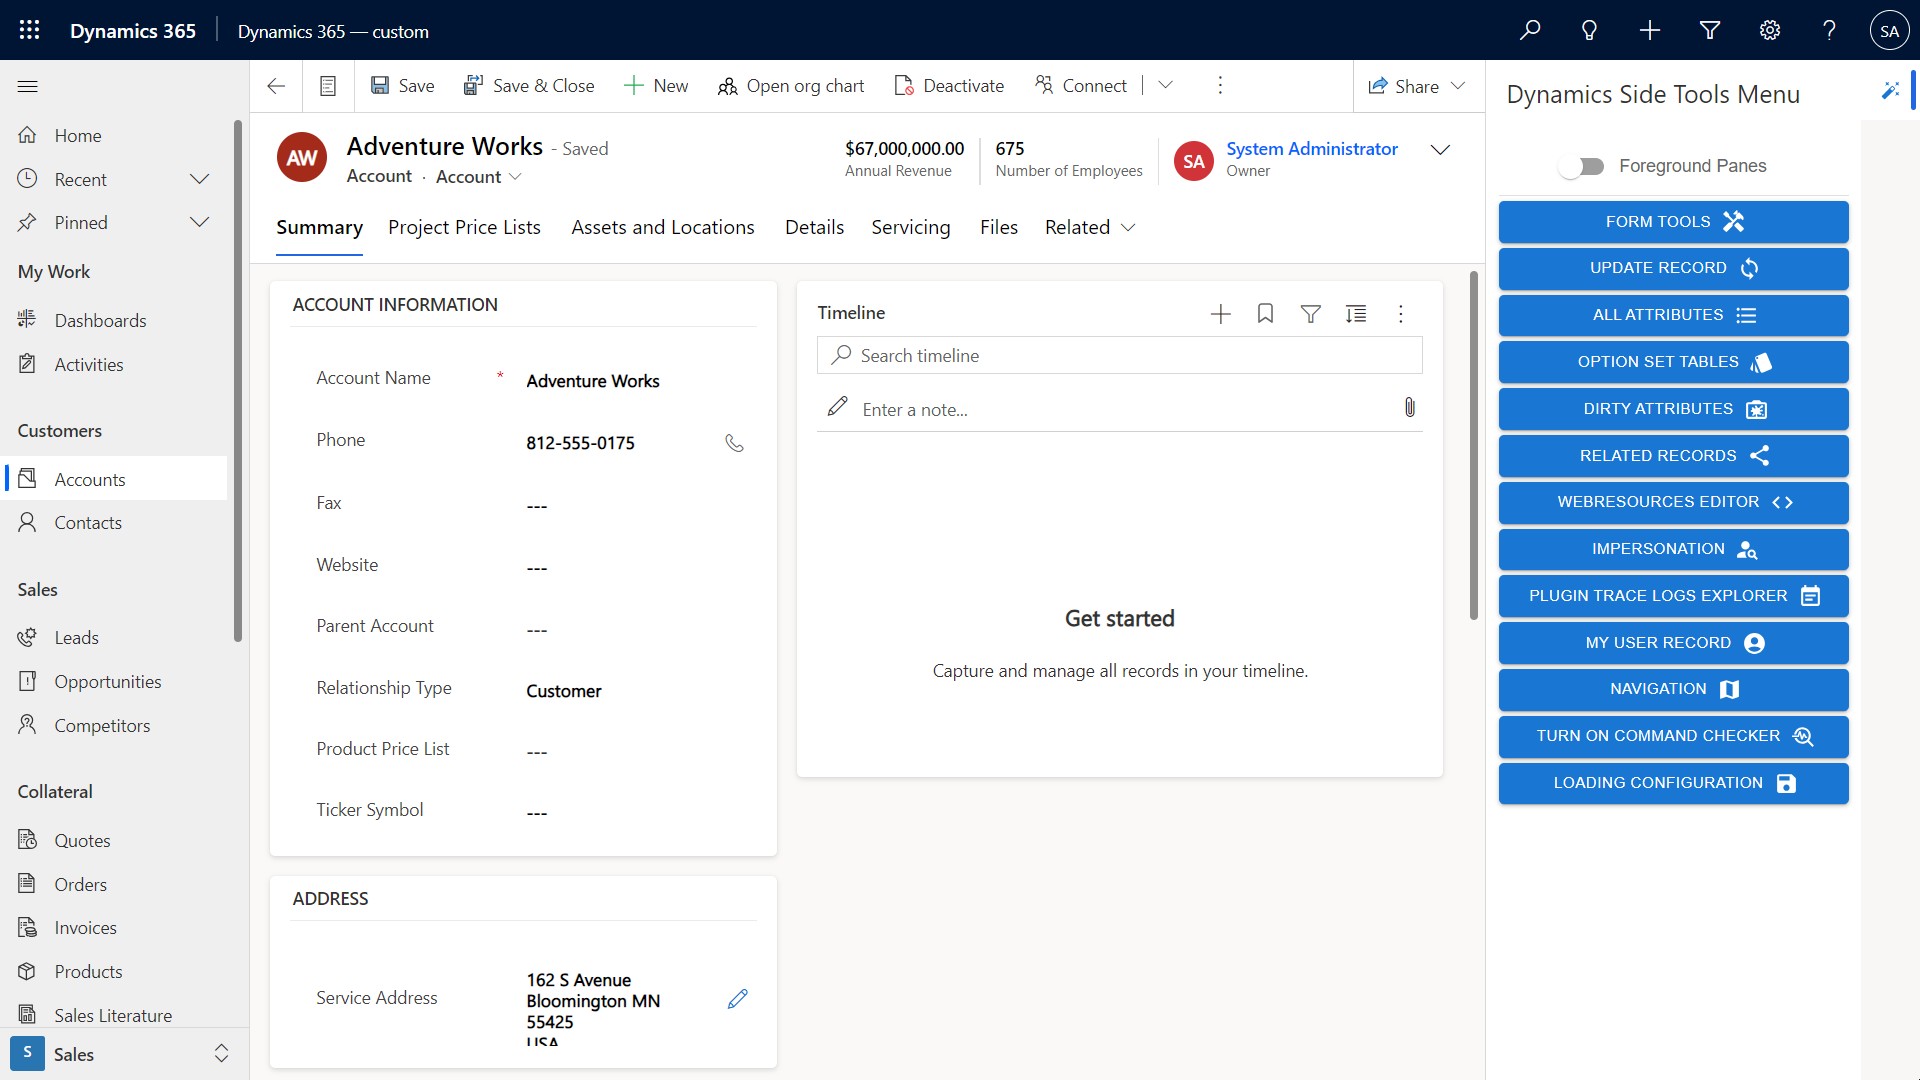 Dynamics 365
Dynamics 365 — custom
SA
Home
Recent
Pinned
My Work
Dashboards
Activities
Customers
Accounts
Contacts
Sales
Leads
Opportunities
Competitors
Collateral
Quotes
Orders
Invoices
Products
Sales Literature
S
Sales
Save
Save & Close
New
Open org chart
Deactivate
Connect
Share
AW
Adventure Works - Saved
Account · Account
$67,000,000.00
Annual Revenue
675
Number of Employees
SA
System Administrator
Owner
Summary
Project Price Lists
Assets and Locations
Details
Servicing
Files
Related
ACCOUNT INFORMATION
Account Name * Adventure Works
Phone 812-555-0175
Fax ---
Website ---
Parent Account ---
Relationship Type Customer
Product Price List ---
Ticker Symbol ---
ADDRESS
Service Address
162 S Avenue
Bloomington MN
55425
USA
Timeline
Search timeline
Enter a note...
Get started
Capture and manage all records in your timeline.
Dynamics Side Tools Menu
Foreground Panes
FORM TOOLS
UPDATE RECORD
ALL ATTRIBUTES
OPTION SET TABLES
DIRTY ATTRIBUTES
RELATED RECORDS
WEBRESOURCES EDITOR
IMPERSONATION
PLUGIN TRACE LOGS EXPLORER
MY USER RECORD
NAVIGATION
TURN ON COMMAND CHECKER
LOADING CONFIGURATION